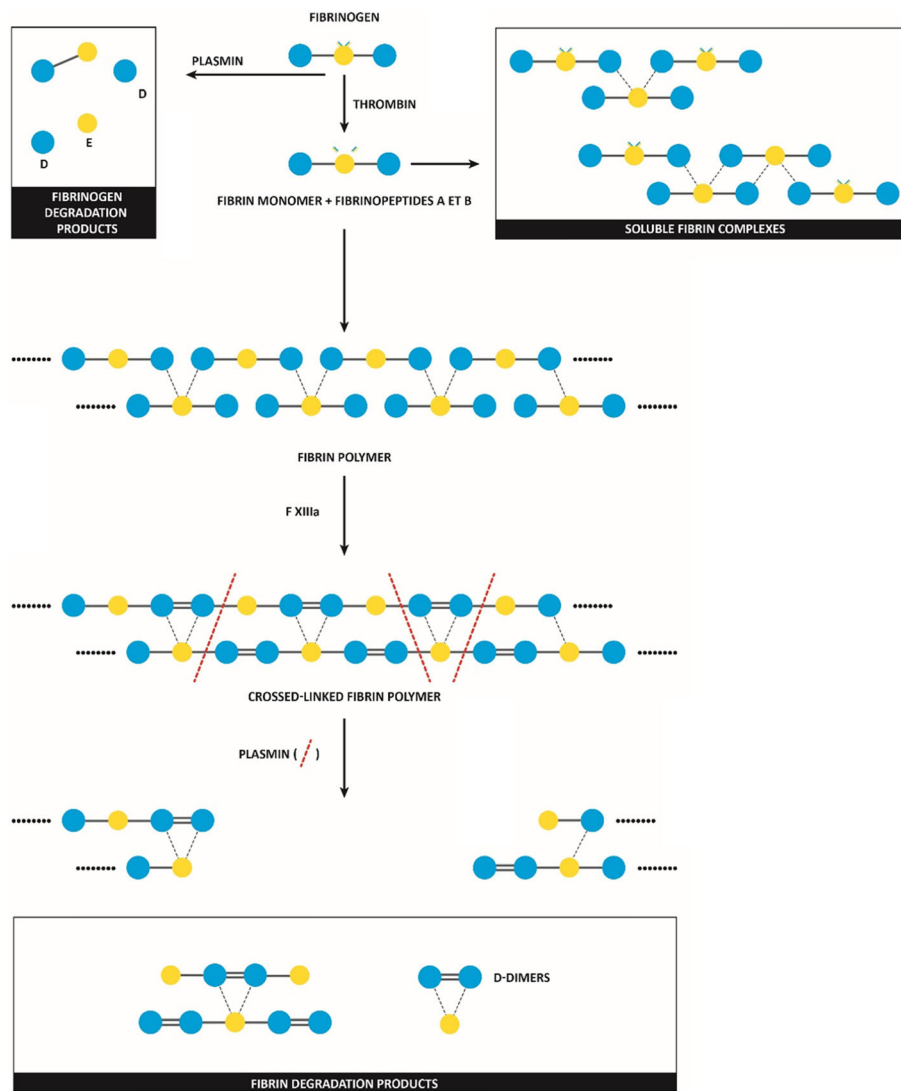 FIBRINOGEN
PLASMIN
THROMBIN
D
E
D
FIBRINOGEN
DEGRADATION
PRODUCTS
FIBRIN MONOMER + FIBRINOPEPTIDES A ET B
SOLUBLE FIBRIN COMPLEXES
FIBRIN POLYMER
F XIIIa
CROSSED-LINKED FIBRIN POLYMER
PLASMIN ( / )
D-DIMERS
FIBRIN DEGRADATION PRODUCTS